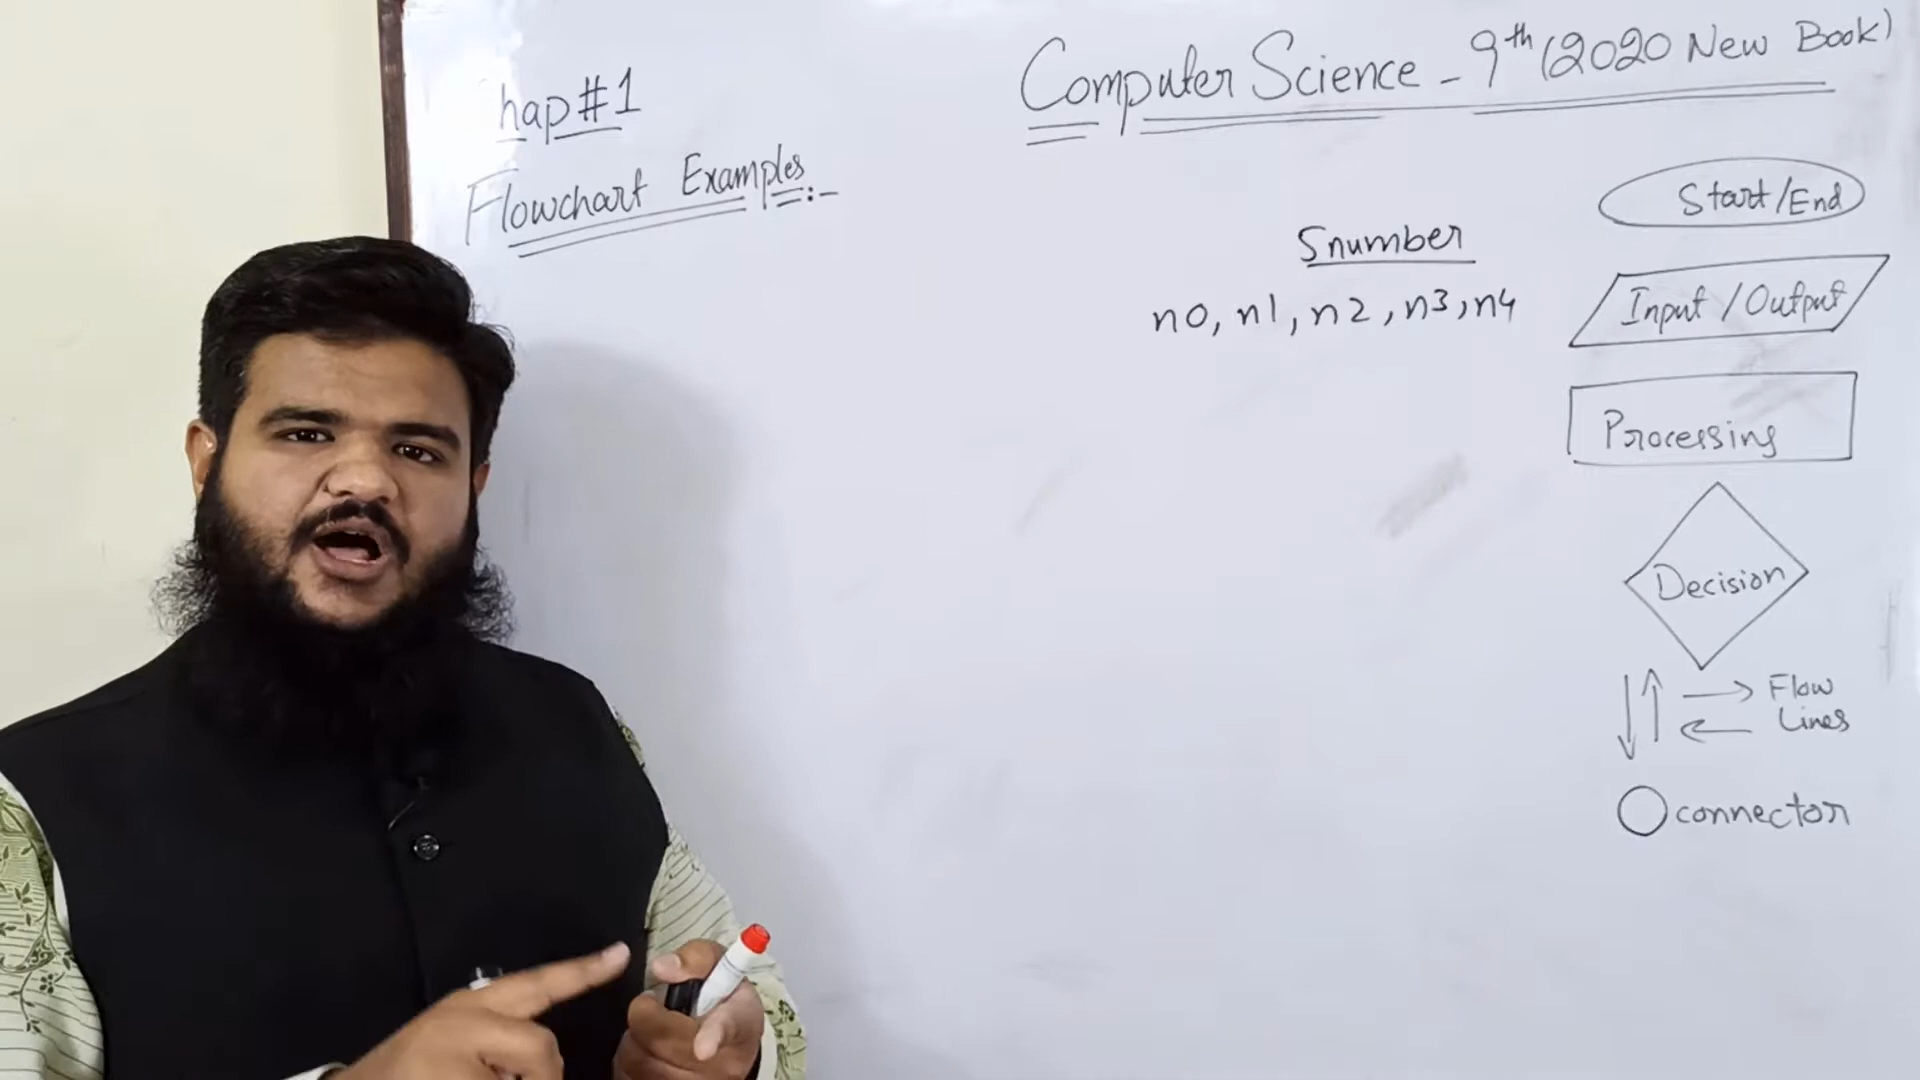 hap#1
Flowchart Examples:-
Computer Science - 9th (2020 New Book)
5number
n0, n1, n2, n3, n4
Start/End
Input/Output
Processing
Decision
Flow
Lines
connector